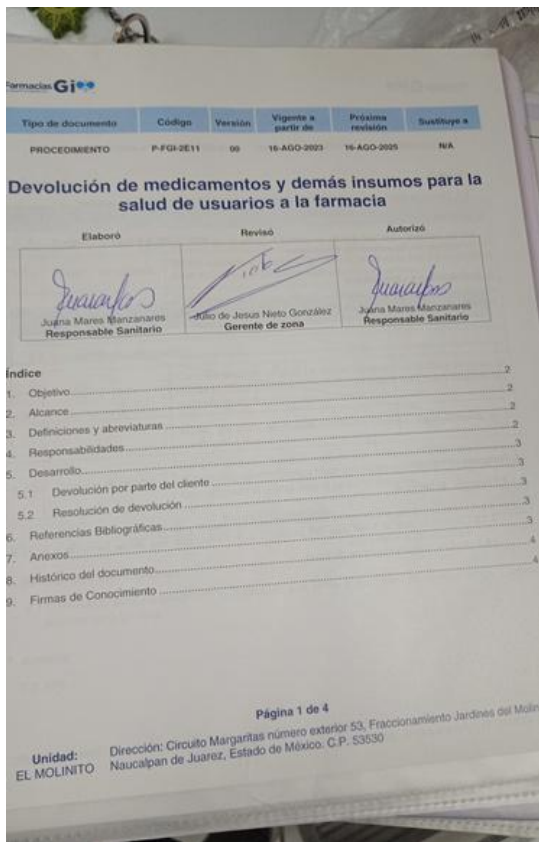 Farmacias Gi
Tipo de documento Código Versión Vigente a partir de Próxima revisión Sustituye a
PROCEDIMIENTO P-FGI-2E11 00 16-AGO-2023 16-AGO-2025 N/A
Devolución de medicamentos y demás insumos para la
salud de usuarios a la farmacia
Elaboró Revisó Autorizó
Juana Mares Manzanares Julio de Jesus Nieto González Juana Mares Manzanares
Responsable Sanitario Gerente de zona Responsable Sanitario
Índice
1. Objetivo 2
2. Alcance 2
3. Definiciones y abreviaturas 2
4. Responsabilidades 2
5. Desarrollo 3
5.1 Devolución por parte del cliente 3
5.2 Resolución de devolución 3
6. Referencias Bibliográficas 3
7. Anexos 3
8. Histórico del documento 4
9. Firmas de Conocimiento 4
Página 1 de 4
Unidad: Dirección: Circuito Margaritas número exterior 53, Fraccionamiento Jardines del Molin
EL MOLINITO Naucalpan de Juarez, Estado de México. C.P. 53530